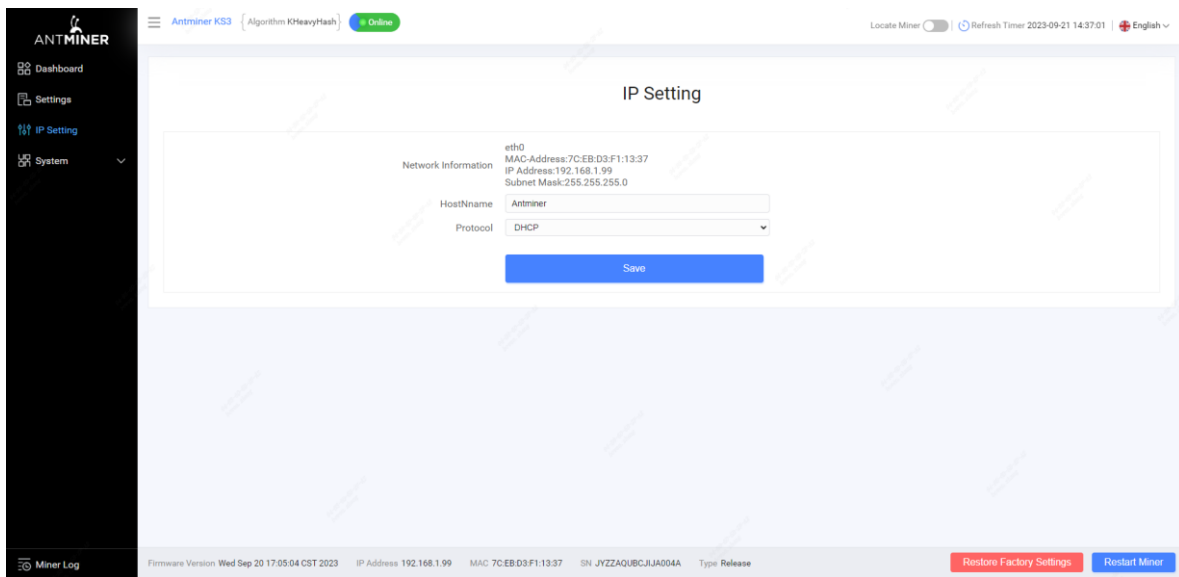 ANTMINER
Antminer KS3 {Algorithm KHeavyHash} Online
Locate Miner Refresh Timer 2023-09-21 14:37:01 English
Dashboard
Settings
IP Setting
System
IP Setting
Network Information
eth0
MAC-Address:7C:EB:D3:F1:13:37
IP Address:192.168.1.99
Subnet Mask:255.255.255.0
HostNname Antminer
Protocol DHCP
Save
Miner Log
Firmware Version Wed Sep 20 17:05:04 CST 2023 IP Address 192.168.1.99 MAC 7C:EB:D3:F1:13:37 SN JYZZAQUBCJIJA004A Type Release
Restore Factory Settings Restart Miner